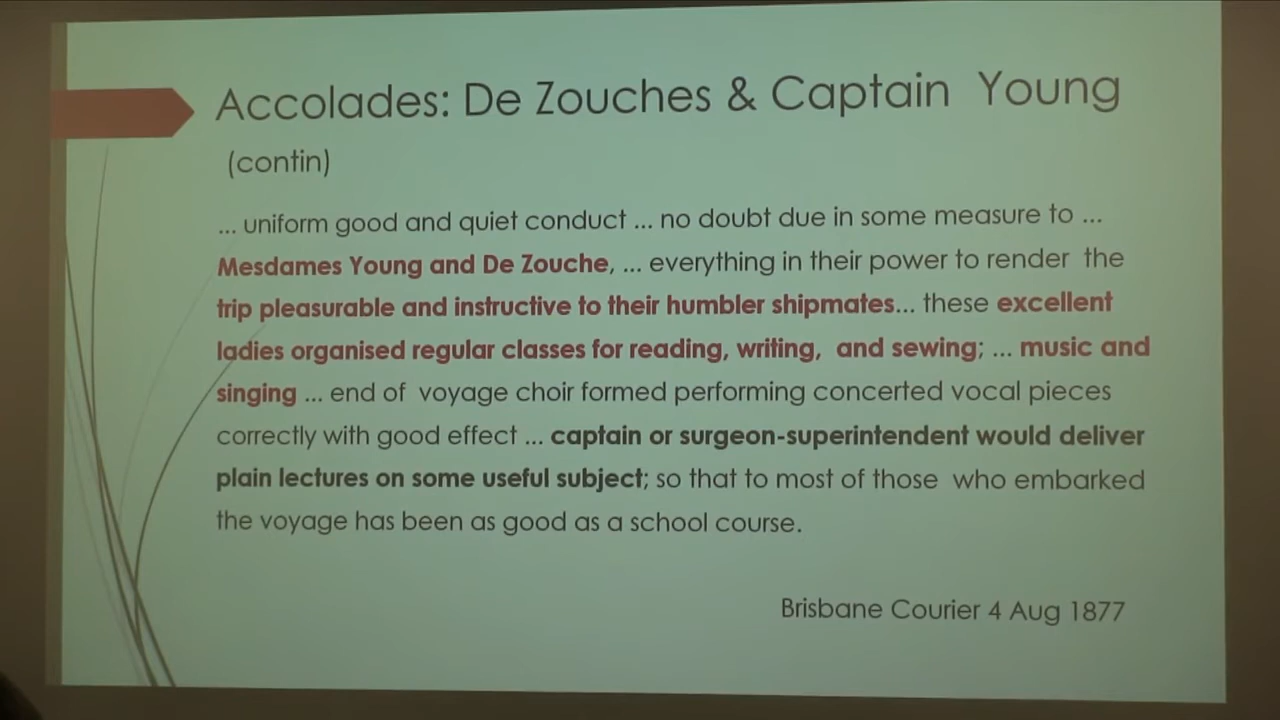 Accolades: De Zouches & Captain Young
(contin)
... uniform good and quiet conduct ... no doubt due in some measure to ...
Mesdames Young and De Zouche, ... everything in their power to render the
trip pleasurable and instructive to their humbler shipmates... these excellent
ladies organised regular classes for reading, writing, and sewing; ... music and
singing ... end of voyage choir formed performing concerted vocal pieces
correctly with good effect ... captain or surgeon-superintendent would deliver
plain lectures on some useful subject; so that to most of those who embarked
the voyage has been as good as a school course.
Brisbane Courier 4 Aug 1877